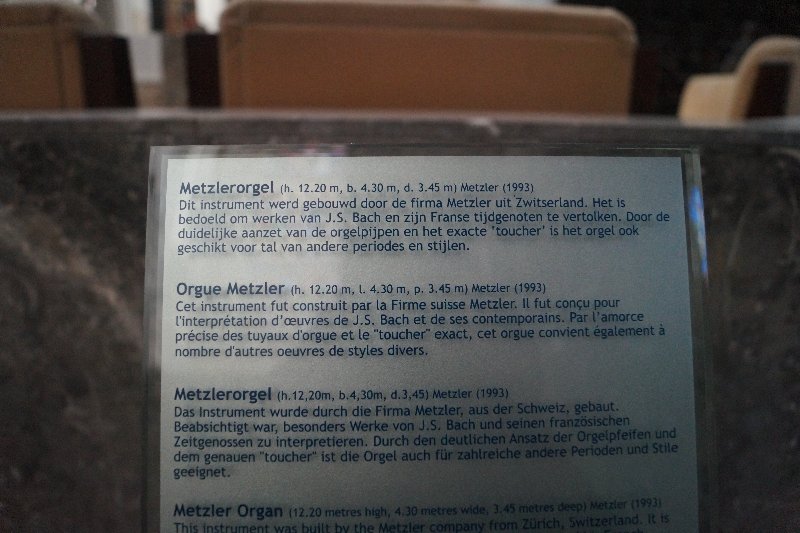 Metzlerorgel (h. 12.20 m, b. 4.30 m, d. 3.45 m) Metzler (1993)
Dit instrument werd gebouwd door de firma Metzler uit Zwitserland. Het is
bedoeld om werken van J.S. Bach en zijn Franse tijdgenoten te vertolken. Door de
duidelijke aanzet van de orgelpijpen en het exacte 'toucher' is het orgel ook
geschikt voor tal van andere periodes en stijlen.
Orgue Metzler (h. 12.20 m, l. 4.30 m, p. 3.45 m) Metzler (1993)
Cet instrument fut construit par la Firme suisse Metzler. Il fut conçu pour
l'interprétation d'œuvres de J.S. Bach et de ses contemporains. Par l'amorce
précise des tuyaux d'orgue et le "toucher" exact, cet orgue convient également à
nombre d'autres oeuvres de styles divers.
Metzlerorgel (h.12,20m, b.4,30m, d.3,45) Metzler (1993)
Das Instrument wurde durch die Firma Metzler, aus der Schweiz, gebaut.
Beabsichtigt war, besonders Werke von J.S. Bach und seinen französischen
Zeitgenossen zu interpretieren. Durch den deutlichen Ansatz der Orgelpfeifen und
dem genauen "toucher" ist die Orgel auch für zahlreiche andere Perioden und Stile
geeignet.
Metzler Organ (12.20 metres high, 4.30 metres wide, 3.45 metres deep) Metzler (1993)
This instrument was built by the Metzler company from Zürich, Switzerland. It is